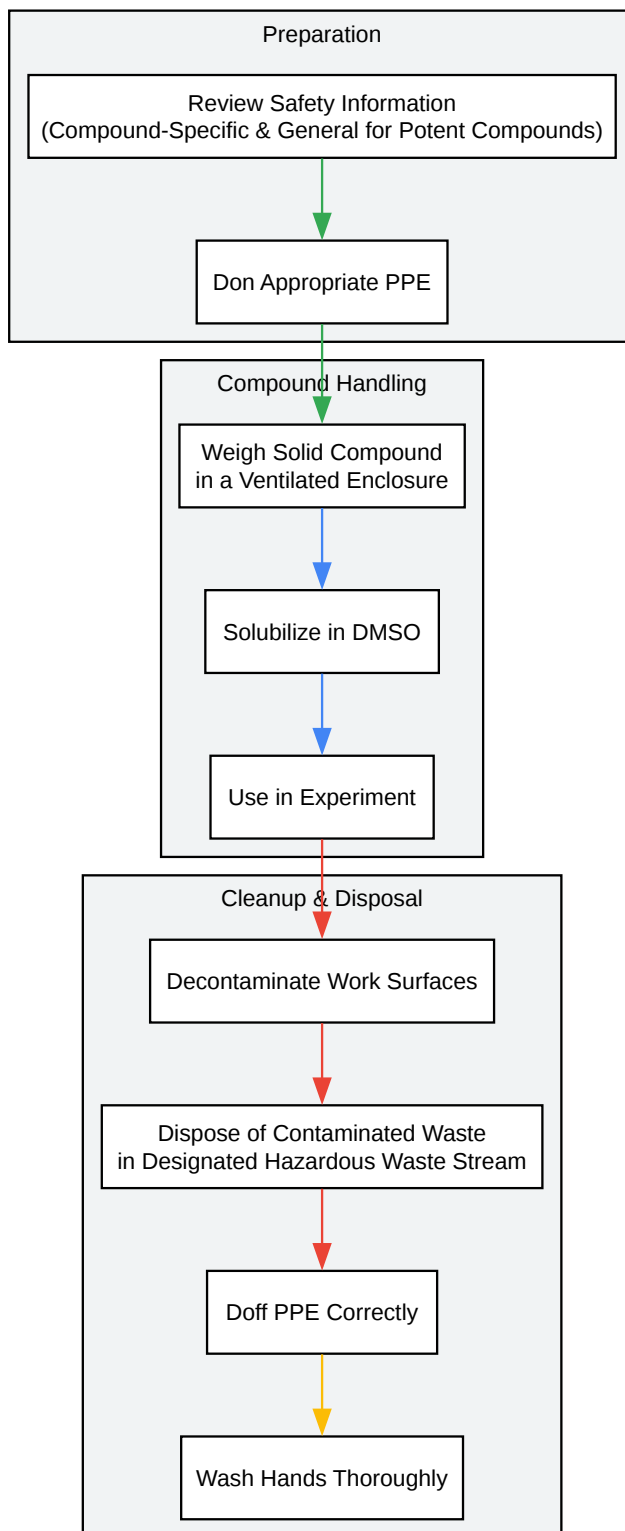 Preparation
Review Safety Information
(Compound-Specific & General for Potent Compounds)
Don Appropriate PPE
Compound Handling
Weigh Solid Compound
in a Ventilated Enclosure
Solubilize in DMSO
Use in Experiment
Cleanup & Disposal
Decontaminate Work Surfaces
Dispose of Contaminated Waste
in Designated Hazardous Waste Stream
Doff PPE Correctly
Wash Hands Thoroughly